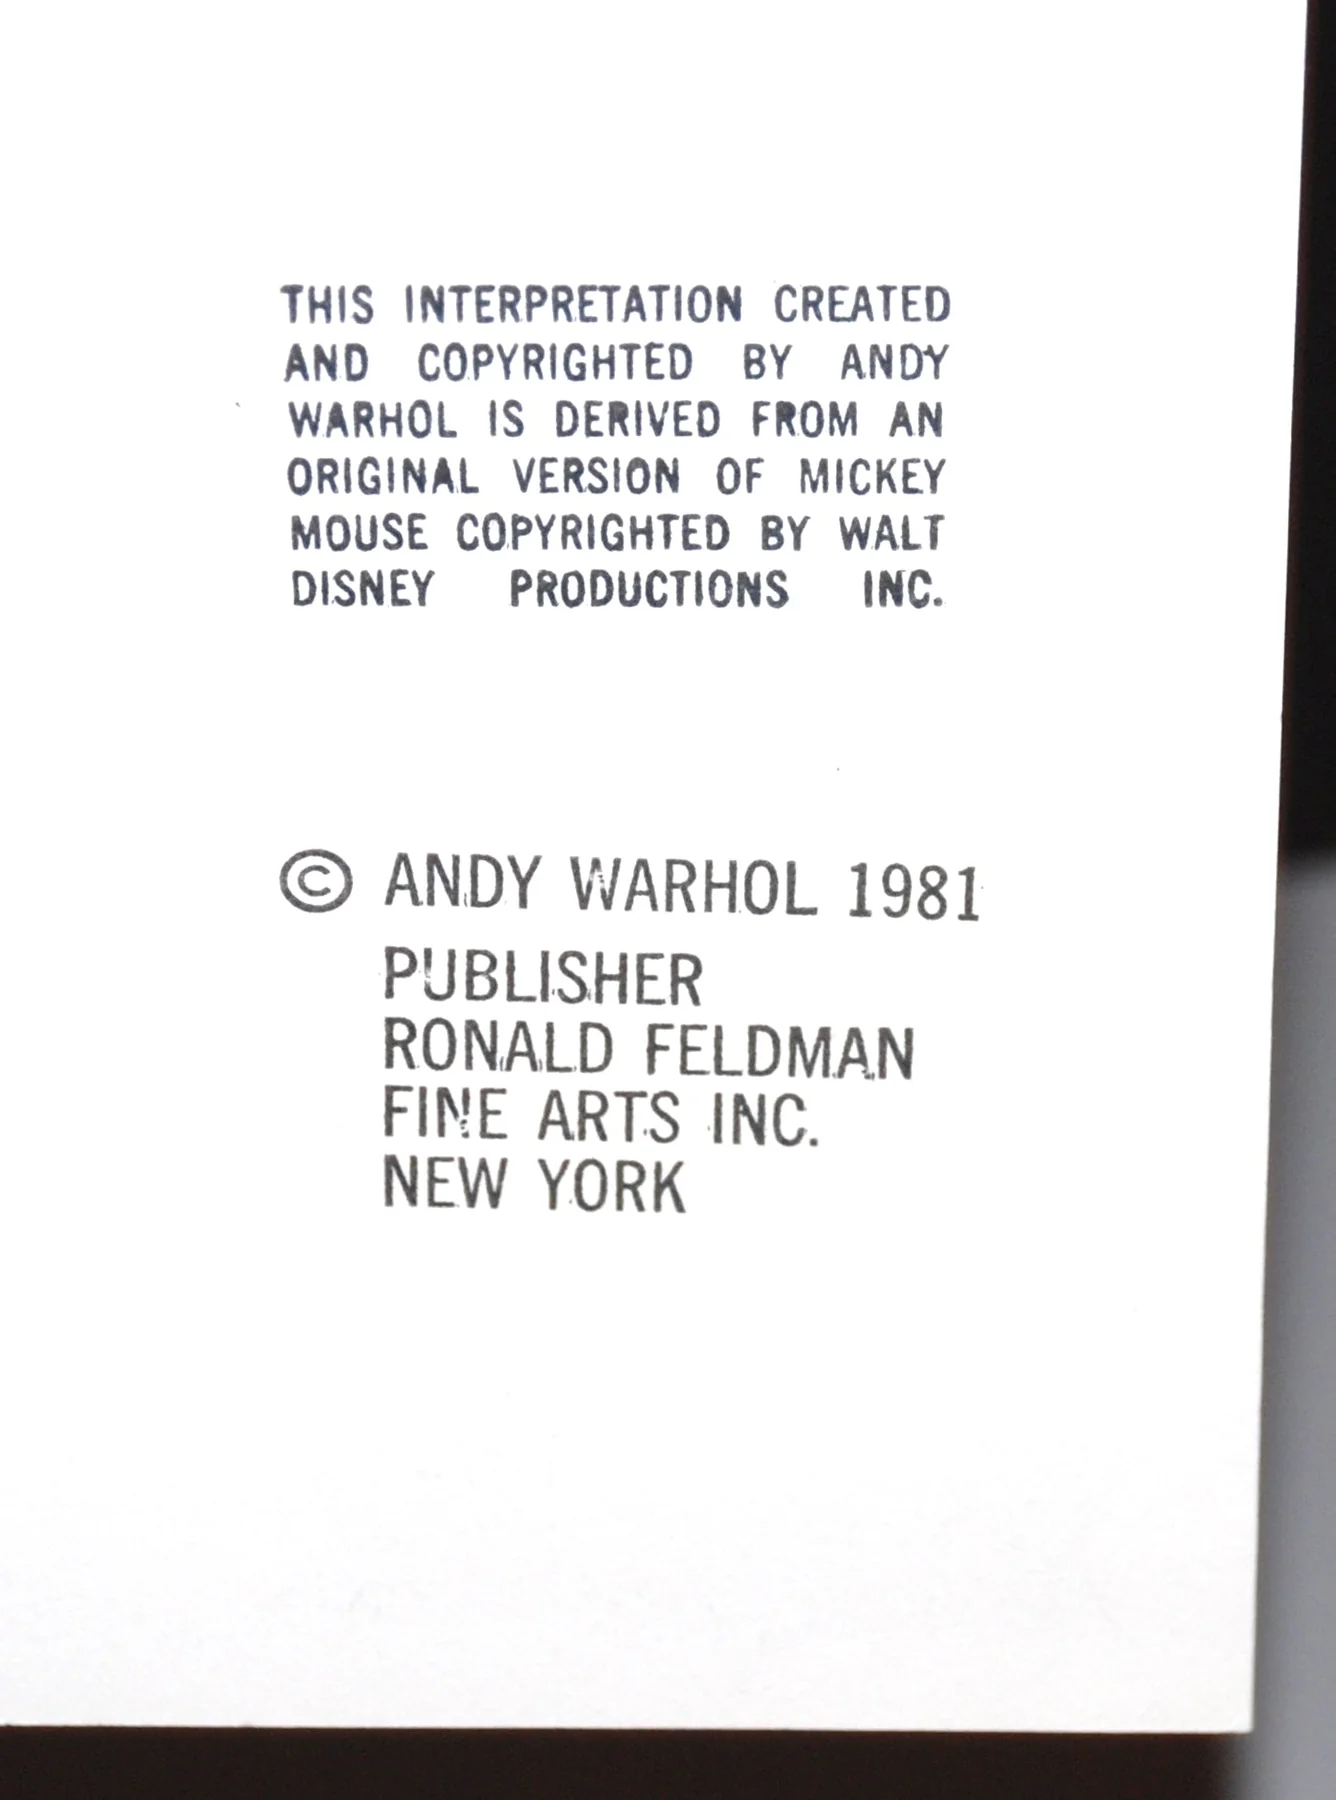 THIS INTERPRETATION CREATED
AND COPYRIGHTED BY ANDY
WARHOL IS DERIVED FROM AN
ORIGINAL VERSION OF MICKEY
MOUSE COPYRIGHTED BY WALT
DISNEY PRODUCTIONS INC.
© ANDY WARHOL 1981
PUBLISHER
RONALD FELDMAN
FINE ARTS INC.
NEW YORK